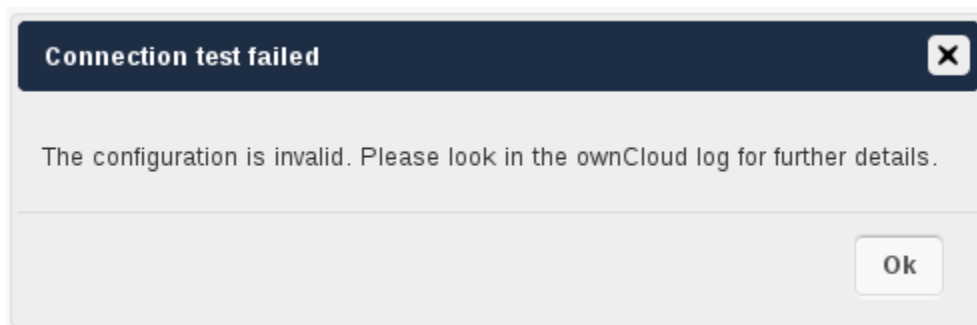 Connection test failed
The configuration is invalid. Please look in the ownCloud log for further details.
Ok